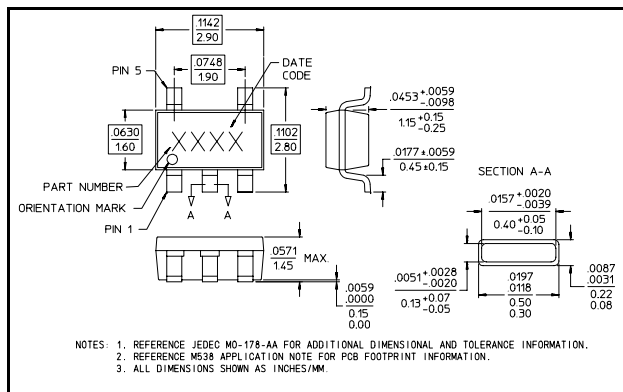 .1142
2.90
.0748
1.90
DATE
CODE
PIN 5
.0453 +.0059
-.0098
1.15 +0.15
-0.25
.0630
1.60
XXXX
.1102
2.80
.0177±.0059
0.45±0.15
PART NUMBER
ORIENTATION MARK
PIN 1
A A
SECTION A-A
.0157 +.0020
-.0039
0.40 +0.05
-0.10
.0571
1.45
MAX.
.0059
.0000
0.15
0.00
.0051 +.0028
-.0020
0.13 +0.07
-0.05
.0197
.0118
0.50
0.30
.0087
.0031
0.22
0.08
NOTES: 1. REFERENCE JEDEC MO-178-AA FOR ADDITIONAL DIMENSIONAL AND TOLERANCE INFORMATION.
2. REFERENCE M538 APPLICATION NOTE FOR PCB FOOTPRINT INFORMATION.
3. ALL DIMENSIONS SHOWN AS INCHES/MM.